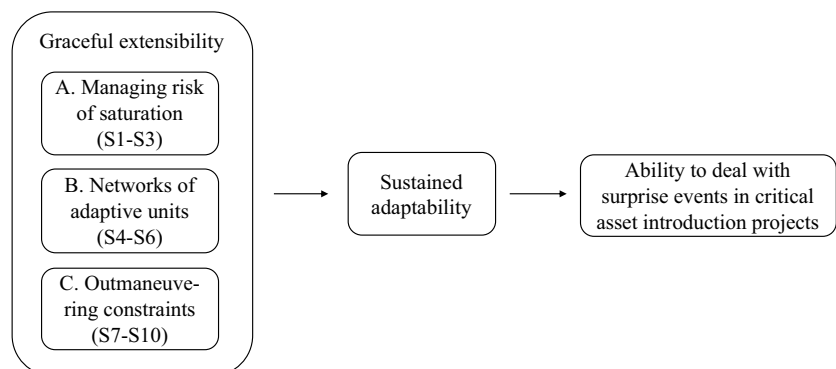 Graceful extensibility
A. Managing risk
of saturation
(S1-S3)
B. Networks of
adaptive units
(S4-S6)
C. Outmaneuve-
ring constraints
(S7-S10)
Sustained
adaptability
Ability to deal with
surprise events in critical
asset introduction projects